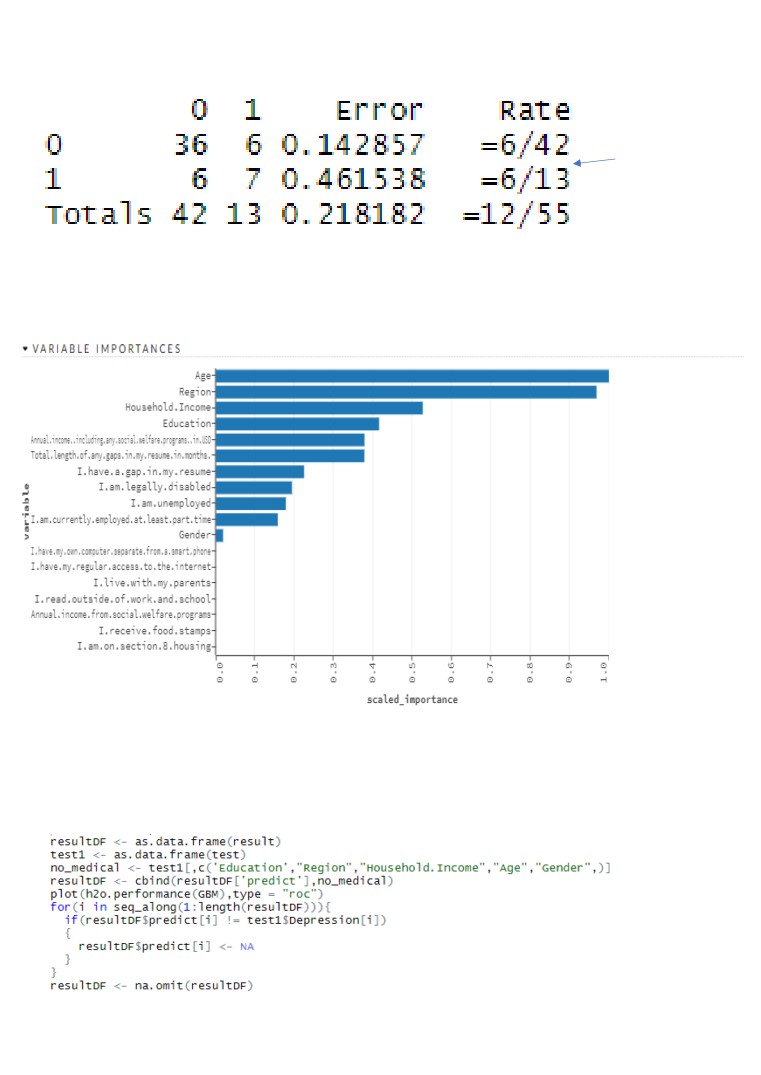 0 1 Error Rate
0 36 6 0.142857 =6/42
1 6 7 0.461538 =6/13
Totals 42 13 0.218182 =12/55
▾ VARIABLE IMPORTANCES
variable
Age
Region
Household.Income
Education
Annual.income..including.any.social.welfare.programs..in.USD
Total.length.of.any.gaps.in.my.resume.in.months.
I.have.a.gap.in.my.resume
I.am.legally.disabled
I.am.unemployed
I.am.currently.employed.at.least.part.time
Gender
I.have.my.own.computer.separate.from.a.smart.phone
I.have.my.regular.access.to.the.internet
I.live.with.my.parents
I.read.outside.of.work.and.school
Annual.income.from.social.welfare.programs
I.receive.food.stamps
I.am.on.section.8.housing
0.0 0.1 0.2 0.3 0.4 0.5 0.6 0.7 0.8 0.9 1.0
scaled_importance
resultDF <- as.data.frame(result)
test1 <- as.data.frame(test)
no_medical <- test1[,c('Education',"Region","Household.Income","Age","Gender",)]
resultDF <- cbind(resultDF['predict'],no_medical)
plot(h2o.performance(GBM),type = "roc")
for(i in seq_along(1:length(resultDF))){
if(resultDF$predict[i] != test1$Depression[i])
{
resultDF$predict[i] <- NA
}
}
resultDF <- na.omit(resultDF)